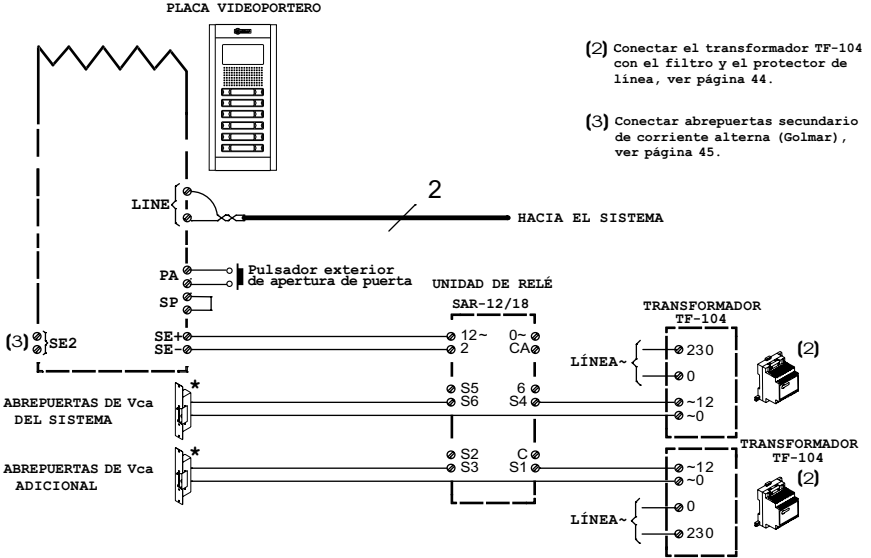 PLACA VIDEOPORTERO
(2) Conectar el transformador TF-104
con el filtro y el protector de
línea, ver página 44.
(3) Conectar abrepuertas secundario
de corriente alterna (Golmar),
ver página 45.
LINE
2
HACIA EL SISTEMA
PA
Pulsador exterior
de apertura de puerta
SP
UNIDAD DE RELÉ
SAR-12/18
TRANSFORMADOR
TF-104
(3) SE2
SE+
SE-
12~ 0~
2 CA
LÍNEA~
230
0
(2)
S5 6
S6 S4
~12
~0
ABREPUERTAS DE Vca
DEL SISTEMA
*
S2 C
S3 S1
ABREPUERTAS DE Vca
ADICIONAL
*
TRANSFORMADOR
TF-104
~12
~0
(2)
LÍNEA~
0
230